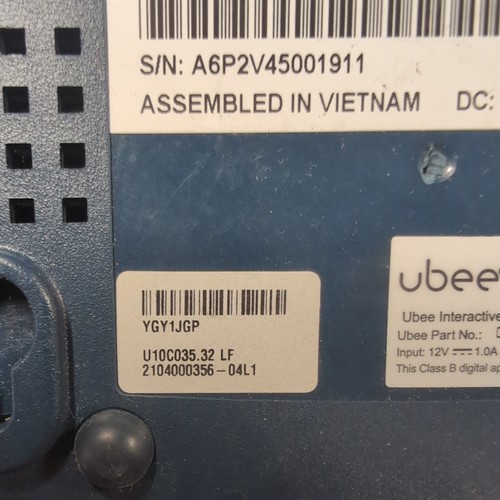 S/N: A6P2V45001911
ASSEMBLED IN VIETNAM DC:
ubee
Ubee Interactive
Ubee Part No.:
Input: 12V 1.0A
This Class B digital ap
YGY1JGP
U10C035.32 LF
2104000356-04L1